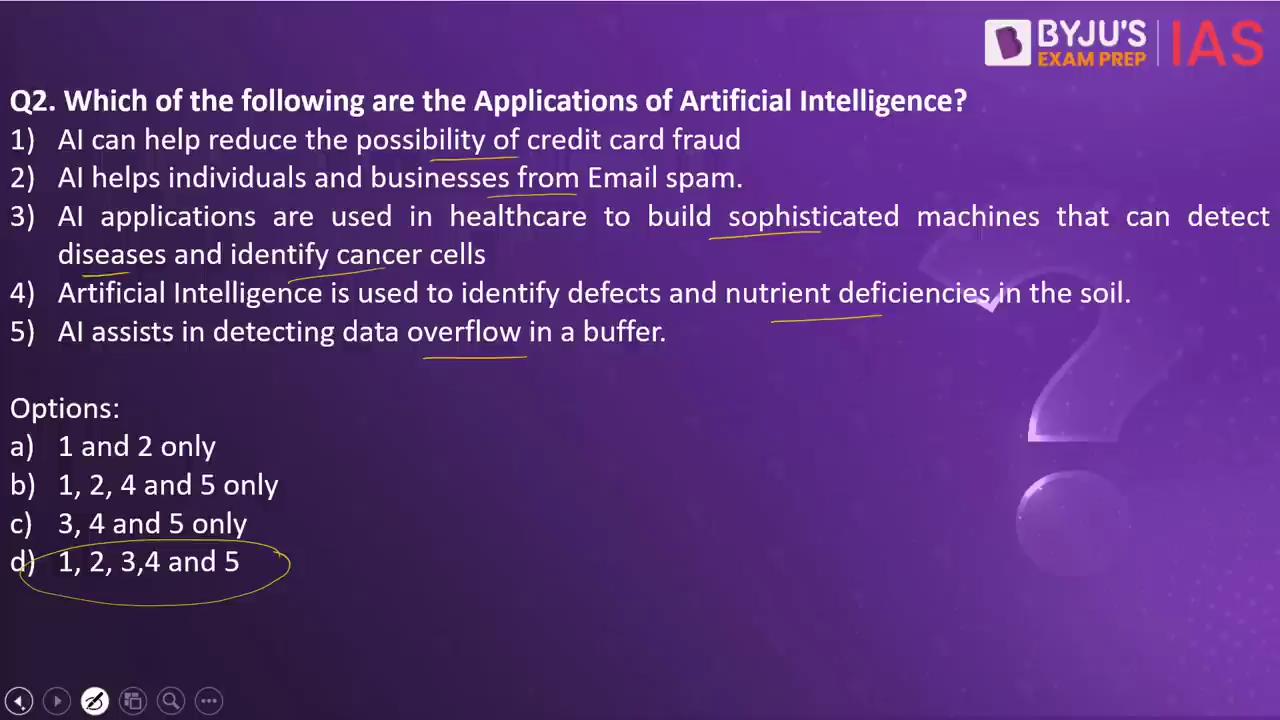 BYJU'S
EXAM PREP
IAS
Q2. Which of the following are the Applications of Artificial Intelligence?
1) AI can help reduce the possibility of credit card fraud
2) AI helps individuals and businesses from Email spam.
3) AI applications are used in healthcare to build sophisticated machines that can detect
diseases and identify cancer cells
4) Artificial Intelligence is used to identify defects and nutrient deficiencies in the soil.
5) AI assists in detecting data overflow in a buffer.
Options:
a) 1 and 2 only
b) 1, 2, 4 and 5 only
c) 3, 4 and 5 only
d) 1, 2, 3,4 and 5